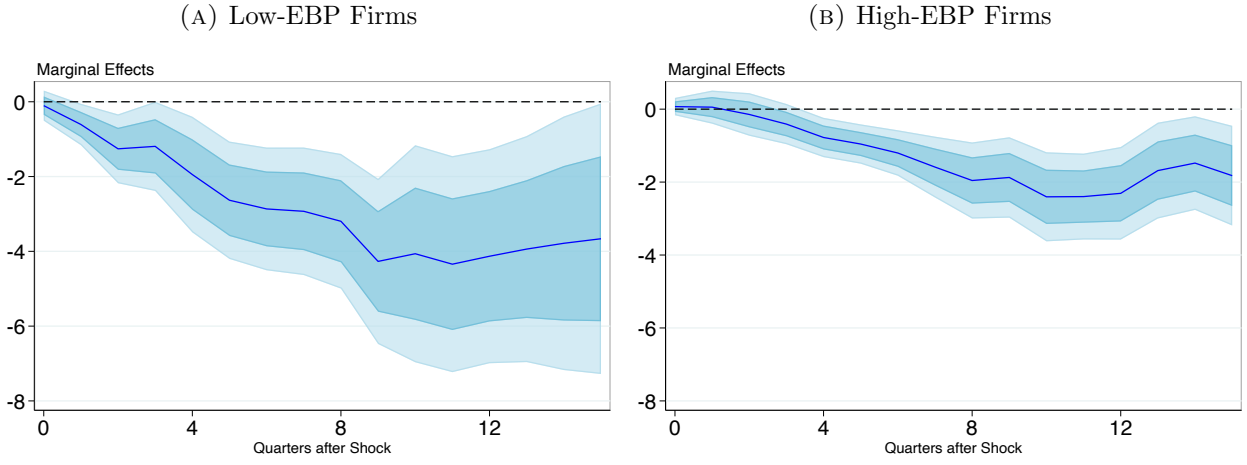 (A) Low-EBP Firms
Marginal Effects
0
-2
-4
-6
-8
0 4 8 12
Quarters after Shock
(B) High-EBP Firms
Marginal Effects
0
-2
-4
-6
-8
0 4 8 12
Quarters after Shock